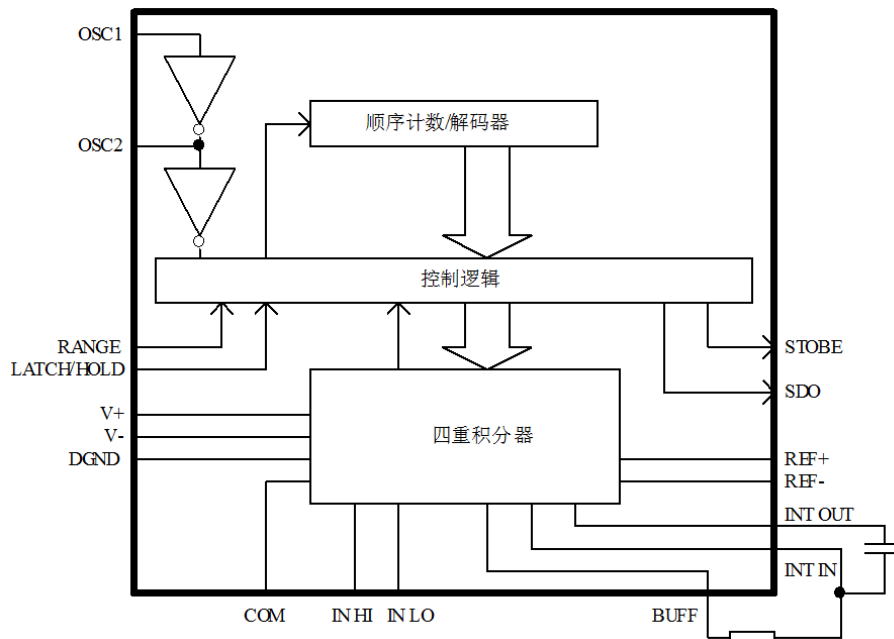 OSC1
顺序计数/解码器
OSC2
控制逻辑
RANGE
STOBE
LATCH/HOLD
SDO
V+
四重积分器
V-
DGND
REF+
REF-
INT OUT
INT IN
COM
IN HI
IN LO
BUFF